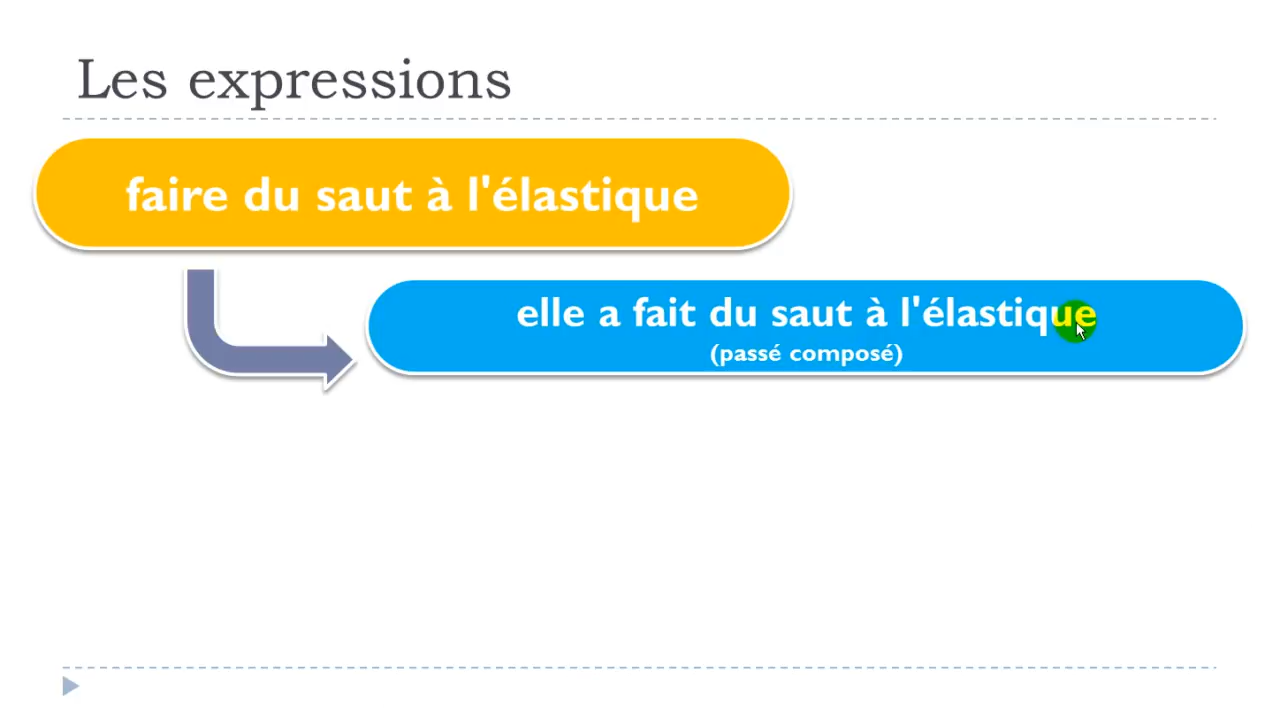 Les expressions
faire du saut à l'élastique
elle a fait du saut à l'élastique
(passé composé)